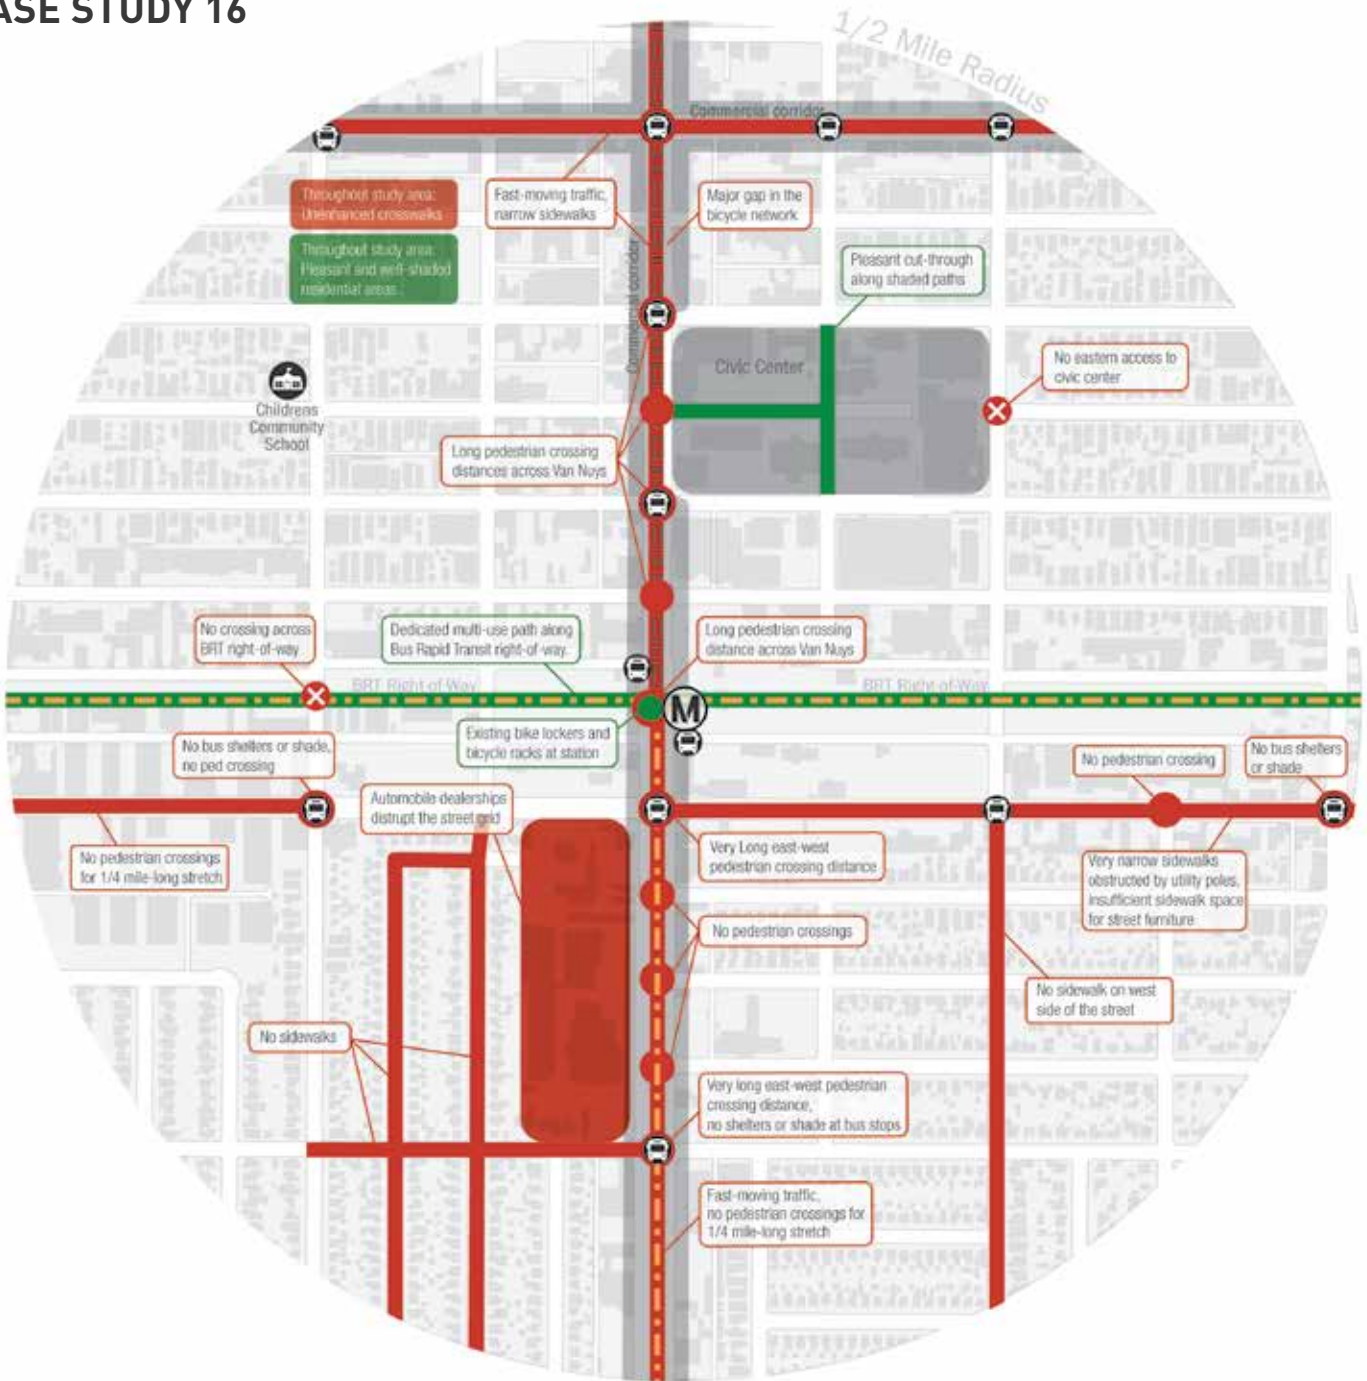 ASE STUDY 16
1/2 Mile Radius
Commercial corridor
Throughout study area:
Unenhanced crosswalks
Fast-moving traffic,
narrow sidewalks
Major gap in the
bicycle network
Throughout study area:
Pleasant and well-shaded
residential areas
Commercial corridor
Pleasant cut-through
along shaded paths
Civic Center
No eastern access to
civic center
Childrens
Community
School
Long pedestrian crossing
distances across Van Nuys
No crossing across
BRT right-of-way
Dedicated multi-use path along
Bus Rapid Transit right-of-way.
Long pedestrian crossing
distance across Van Nuys
BRT Right-of-Way
BRT Right-of-Way
M
Existing bike lockers and
bicycle racks at station
No bus shelters or shade,
no ped crossing
No pedestrian crossing
No bus shelters
or shade
Automobile dealerships
distrupt the street grid
No pedestrian crossings
for 1/4 mile-long stretch
Very Long east-west
pedestrian crossing distance
Very narrow sidewalks
obstructed by utility poles,
insufficient sidewalk space
for street furniture
No pedestrian crossings
No sidewalk on west
side of the street
No sidewalks
Very long east-west pedestrian
crossing distance,
no shelters or shade at bus stops
Fast-moving traffic,
no pedestrian crossings for
1/4 mile-long stretch